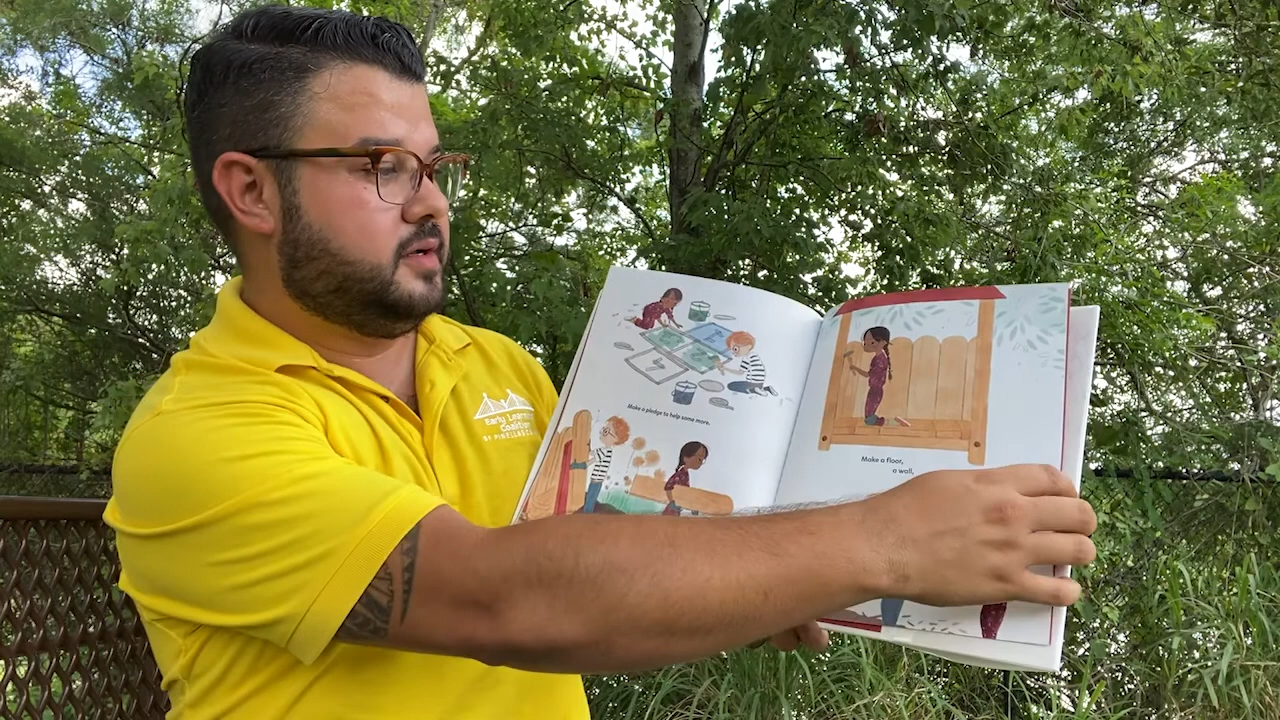 Early Learning
Coalition
OF PINELLAS
Make a pledge to help some more.
Make a floor,
a wall,